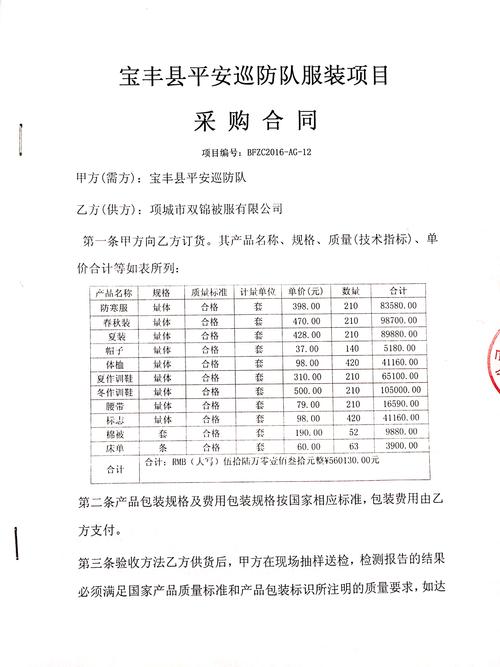 宝丰县平安巡防队服装项目
采购合同
项目编号: BFZC2016-AG-12
甲方(需方): 宝丰县平安巡防队
乙方(供方): 项城市双锦被服有限公司
第一条甲方向乙方订货。其产品名称、规格、质量(技术指标)、单
价合计等如表所列:
产品名称 规格 质量标准 计量单位 单价(元) 数量 合计
防寒服 量体 合格 套 398.00 210 83580.00
春秋装 量体 合格 套 470.00 210 98700.00
夏装 量体 合格 套 428.00 210 89880.00
帽子 量体 合格 套 37.00 140 5180.00
体恤 量体 合格 套 98.00 420 41160.00
夏作训鞋 量体 合格 套 310.00 210 65100.00
冬作训鞋 量体 合格 套 500.00 210 105000.00
腰带 量体 合格 套 79.00 210 16590.00
标志 量体 合格 套 98.00 420 41160.00
棉被 套 合格 套 190.00 52 9880.00
床单 条 合格 套 60.00 63 3900.00
合计 合计: RMB (大写) 伍拾陆万零壹佰叁拾元整¥560130.00元
第二条产品包装规格及费用包装规格按国家相应标准,包装费用由乙
方支付。
第三条验收方法乙方供货后,甲方在现场抽样送检,检测报告的结果
必须满足国家产品质量标准和产品包装标识所注明的质量要求,如达